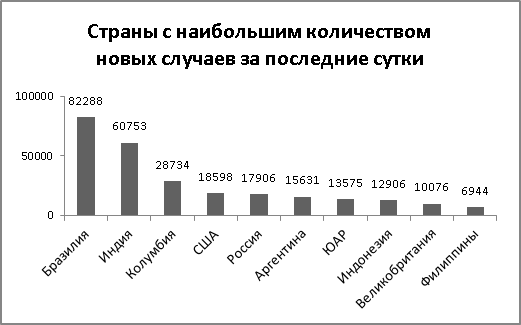 Страны с наибольшим количеством
новых случаев за последние сутки
100000
50000
0
82288
60753
28734
18598
17906
15631
13575
12906
10076
6944
Бразилия
Индия
Колумбия
США
Россия
Аргентина
ЮАР
Индонезия
Великобритания
Филиппины